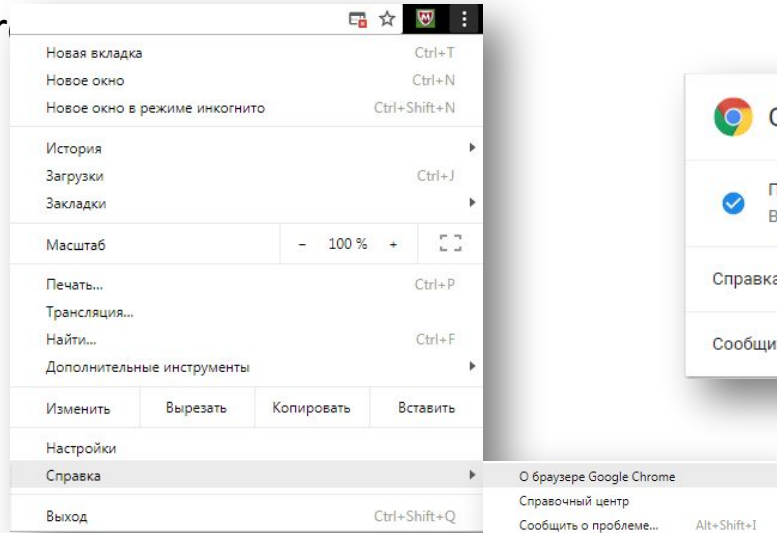 Новая вкладка Ctrl+T
Новое окно Ctrl+N
Новое окно в режиме инкогнито Ctrl+Shift+N
История
Загрузки Ctrl+J
Закладки
Масштаб - 100 % +
Печать... Ctrl+P
Трансляция...
Найти... Ctrl+F
Дополнительные инструменты
Изменить Вырезать Копировать Вставить
Настройки
Справка
Выход Ctrl+Shift+Q
О браузере Google Chrome
Справочный центр
Сообщить о проблеме... Alt+Shift+I
Справка